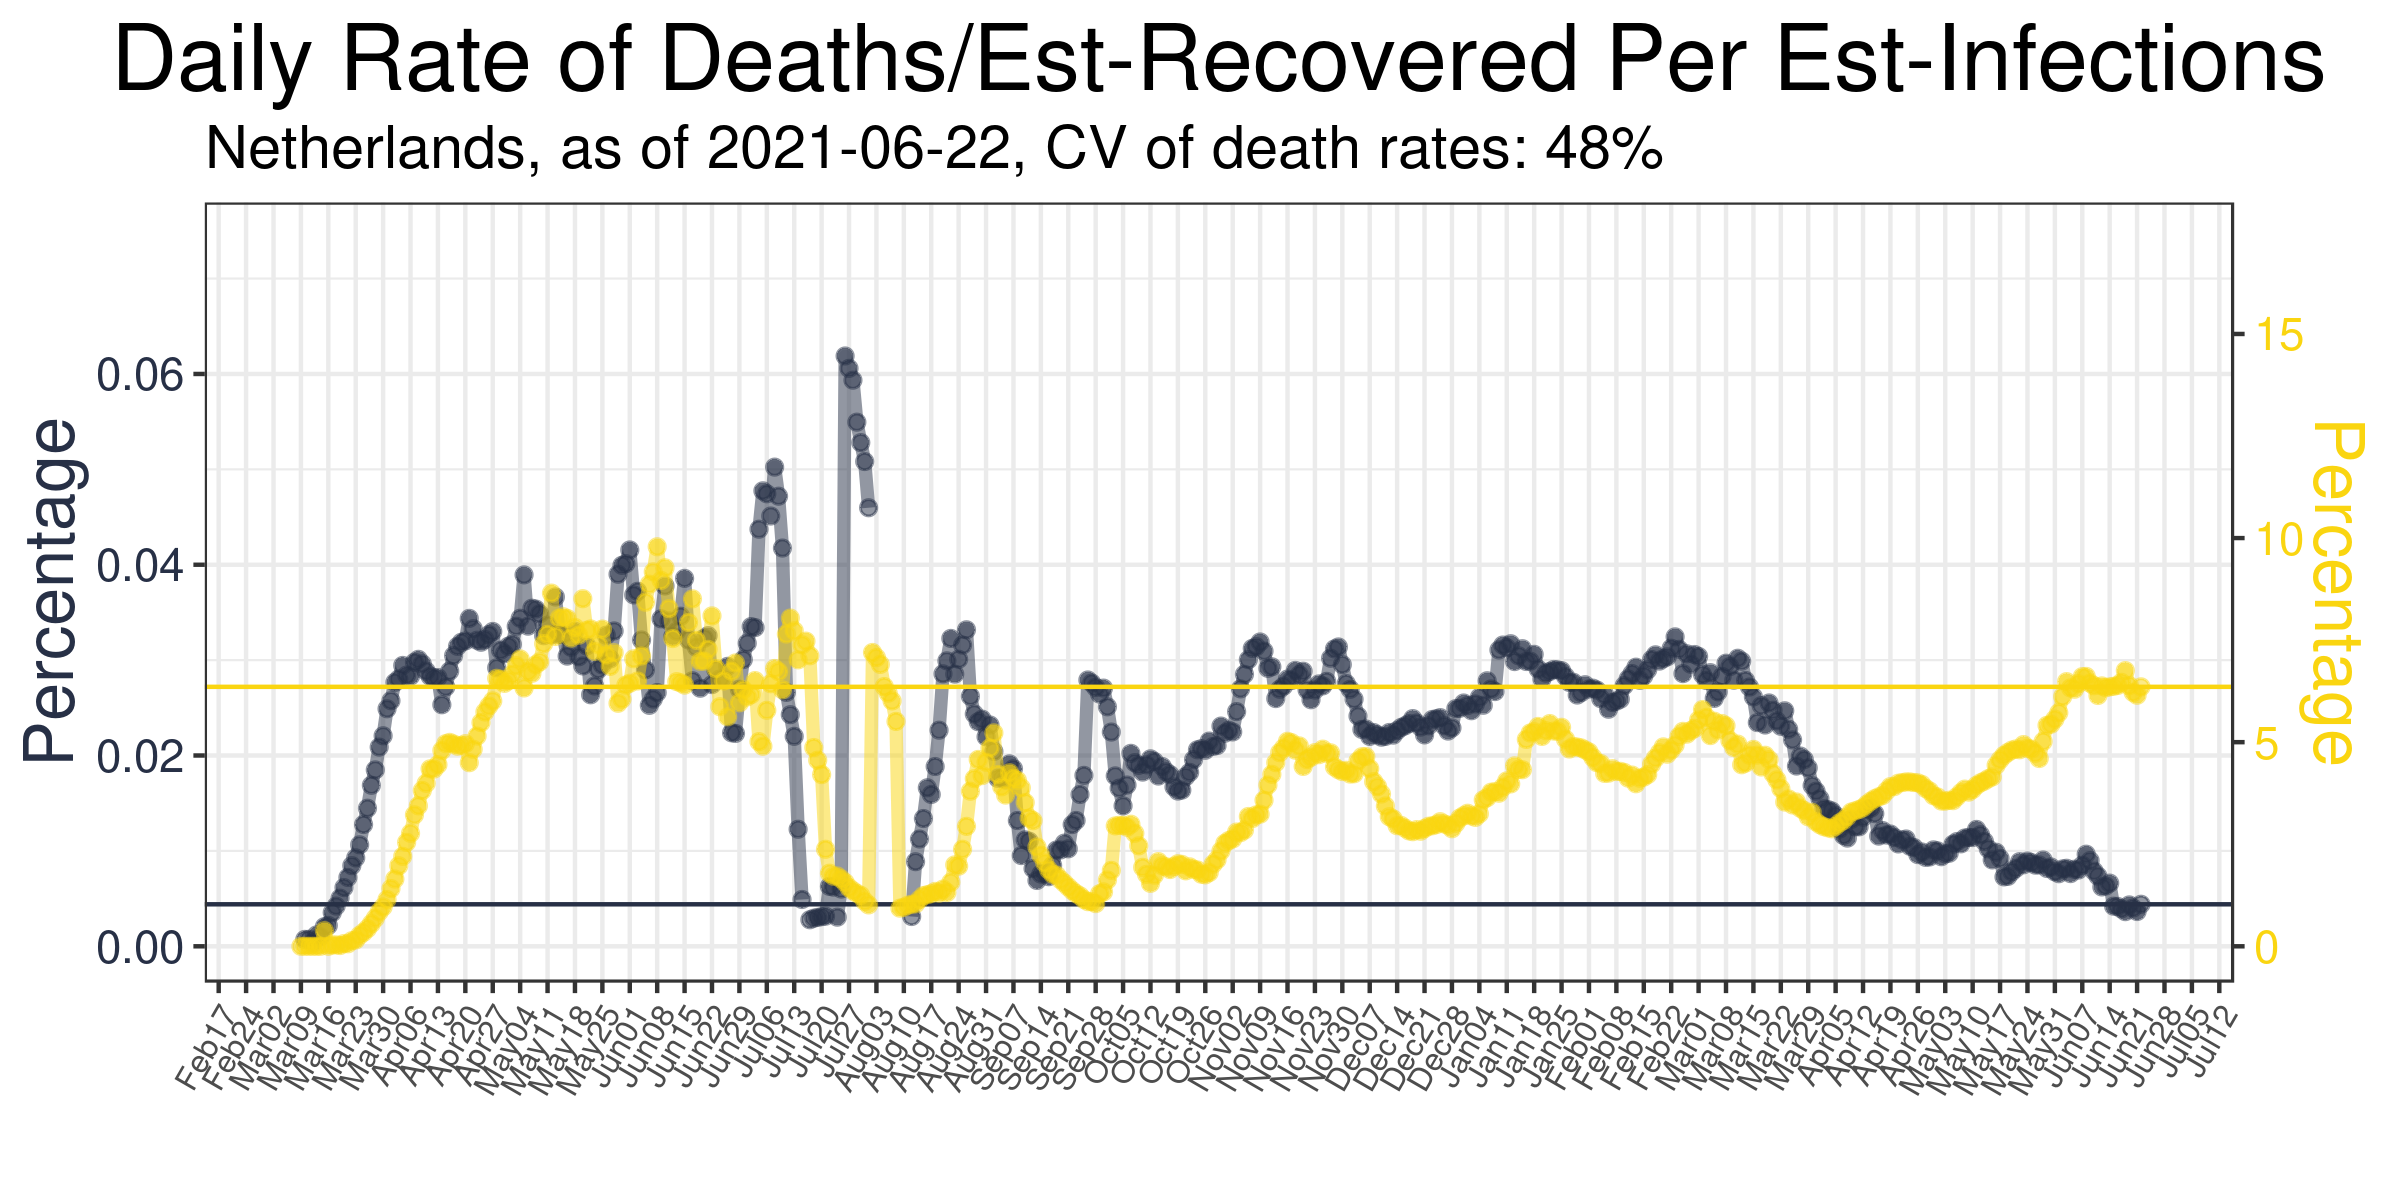 Daily Rate of Deaths/Est-Recovered Per Est-Infections
Netherlands, as of 2021-06-22, CV of death rates: 48%
Percentage
0.06
0.04
0.02
0.00
15
10
5
0
Percentage
Feb17
Feb24
Mar02
Mar09
Mar16
Mar23
Mar30
Apr06
Apr13
Apr20
Apr27
May04
May11
May18
May25
Jun01
Jun08
Jun15
Jun22
Jun29
Jul06
Jul13
Jul20
Jul27
Aug03
Aug10
Aug17
Aug24
Aug31
Sep07
Sep14
Sep21
Sep28
Oct05
Oct12
Oct19
Oct26
Nov02
Nov09
Nov16
Nov23
Nov30
Dec07
Dec14
Dec21
Dec28
Jan04
Jan11
Jan18
Jan25
Feb01
Feb08
Feb15
Feb22
Mar01
Mar08
Mar15
Mar22
Mar29
Apr05
Apr12
Apr19
Apr26
May03
May10
May17
May24
May31
Jun07
Jun14
Jun21
Jun28
Jul05
Jul12